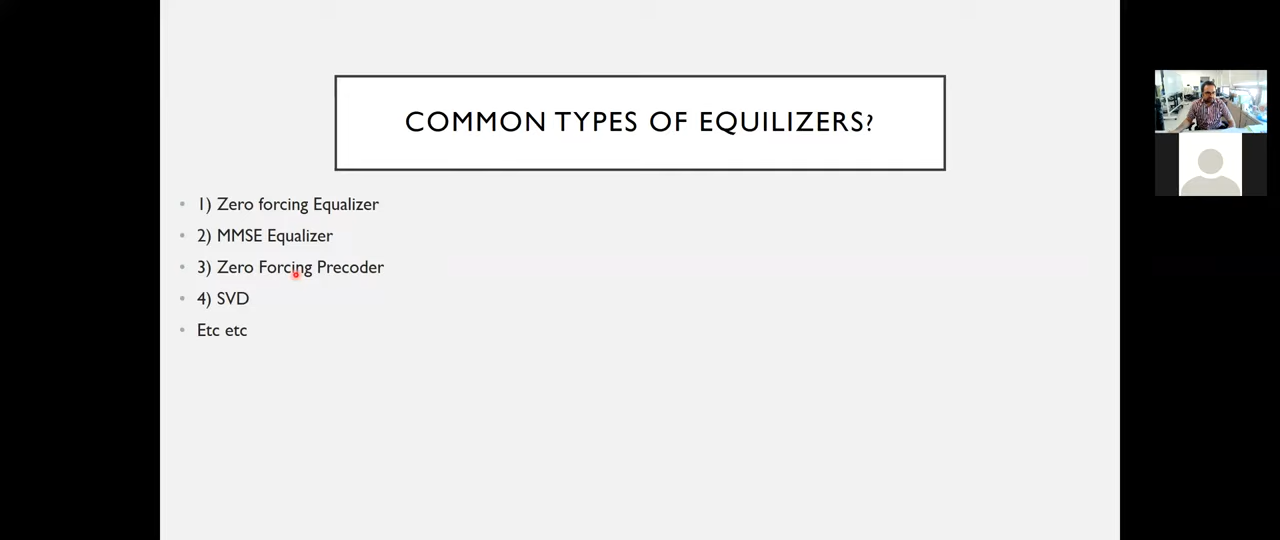 COMMON TYPES OF EQUILIZERS?
1) Zero forcing Equalizer
2) MMSE Equalizer
3) Zero Forcing Precoder
4) SVD
Etc etc